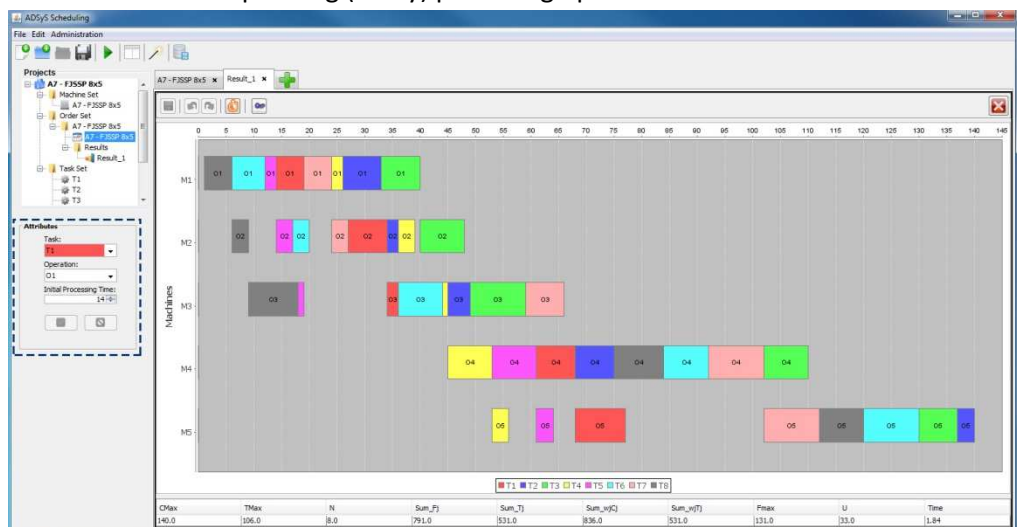 ADSyS Scheduling
File Edit Administration
Projects
A7 - FJSSP 8x5
Machine Set
A7 - FJSSP 8x5
Order Set
A7 - FJSSP 8x5
A7 - FJSSP 8x5
Results
Result_1
Task Set
T1
T2
T3
Attributes
Task:
T1
Operation:
O1
Initial Processing Time:
14
A7 - FJSSP 8x5 Result_1
0 5 10 15 20 25 30 35 40 45 50 55 60 65 70 75 80 85 90 95 100 105 110 115 120 125 130 135 140 145
Machines
M1 O1 O1 O1 O1 O1 O1 O1 O1
M2 O2 O2 O2 O2 O2 O2 O2 O2
M3 O3 O3 O3 O3 O3 O3
M4 O4 O4 O4 O4 O4 O4 O4 O4
M5 O5 O5 O5 O5 O5 O5 O5 O5
T1 T2 T3 T4 T5 T6 T7 T8
CMax TMax N Sum_Fj Sum_Tj Sum_wjCj Sum_wjTj Fmax U Time
140.0 106.0 8.0 791.0 531.0 836.0 531.0 131.0 33.0 1.84